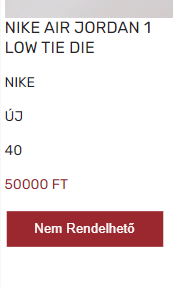 NIKE AIR JORDAN 1
LOW TIE DIE
NIKE
ÚJ
40
50000 FT
Nem Rendelhető